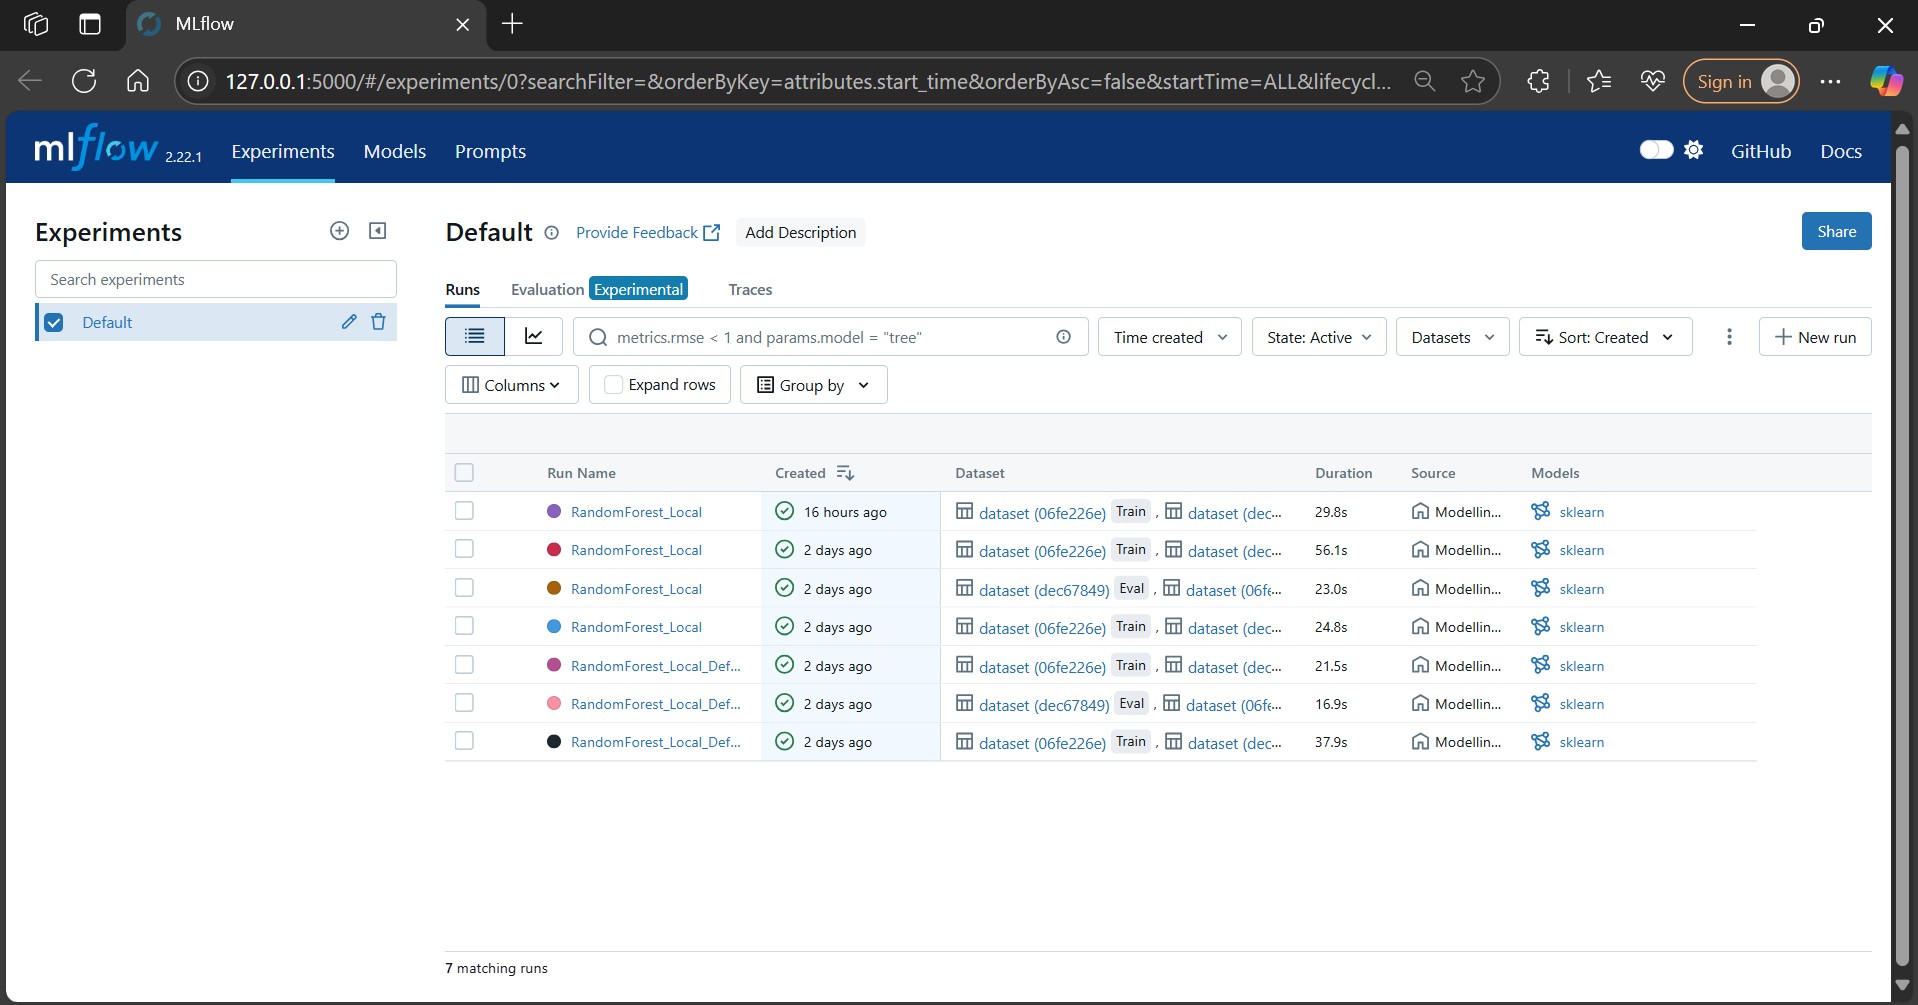 MLflow
127.0.0.1:5000/#/experiments/0?searchFilter=&orderByKey=attributes.start_time&orderByAsc=false&startTime=ALL&lifecycl...
Sign in
mlflow 2.22.1 Experiments Models Prompts GitHub Docs
Experiments
Search experiments
Default
Default Provide Feedback Add Description Share
Runs Evaluation Experimental Traces
metrics.rmse < 1 and params.model = "tree" Time created State: Active Datasets Sort: Created New run
Columns Expand rows Group by
Run Name Created Dataset Duration Source Models
RandomForest_Local 16 hours ago dataset (06fe226e) Train , dataset (dec... 29.8s Modellin... sklearn
RandomForest_Local 2 days ago dataset (06fe226e) Train , dataset (dec... 56.1s Modellin... sklearn
RandomForest_Local 2 days ago dataset (dec67849) Eval , dataset (06fe... 23.0s Modellin... sklearn
RandomForest_Local 2 days ago dataset (06fe226e) Train , dataset (dec... 24.8s Modellin... sklearn
RandomForest_Local_Def... 2 days ago dataset (06fe226e) Train , dataset (dec... 21.5s Modellin... sklearn
RandomForest_Local_Def... 2 days ago dataset (dec67849) Eval , dataset (06fe... 16.9s Modellin... sklearn
RandomForest_Local_Def... 2 days ago dataset (06fe226e) Train , dataset (dec... 37.9s Modellin... sklearn
7 matching runs